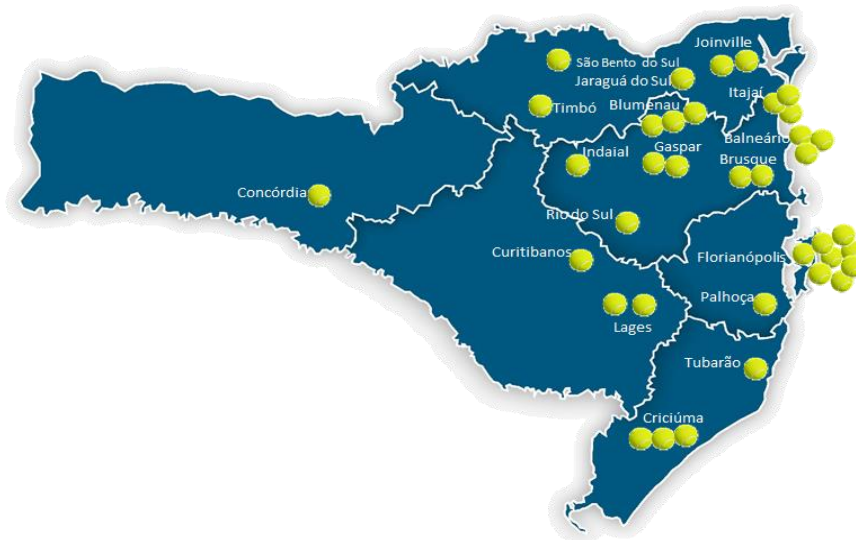 Joinville
São Bento do Sul
Jaraguá do Sul
Itajaí
Timbó
Blumenau
Balneário
Indaial
Gaspar
Brusque
Concórdia
Rio do Sul
Curitibanos
Florianópolis
Palhoça
Lages
Tubarão
Criciúma